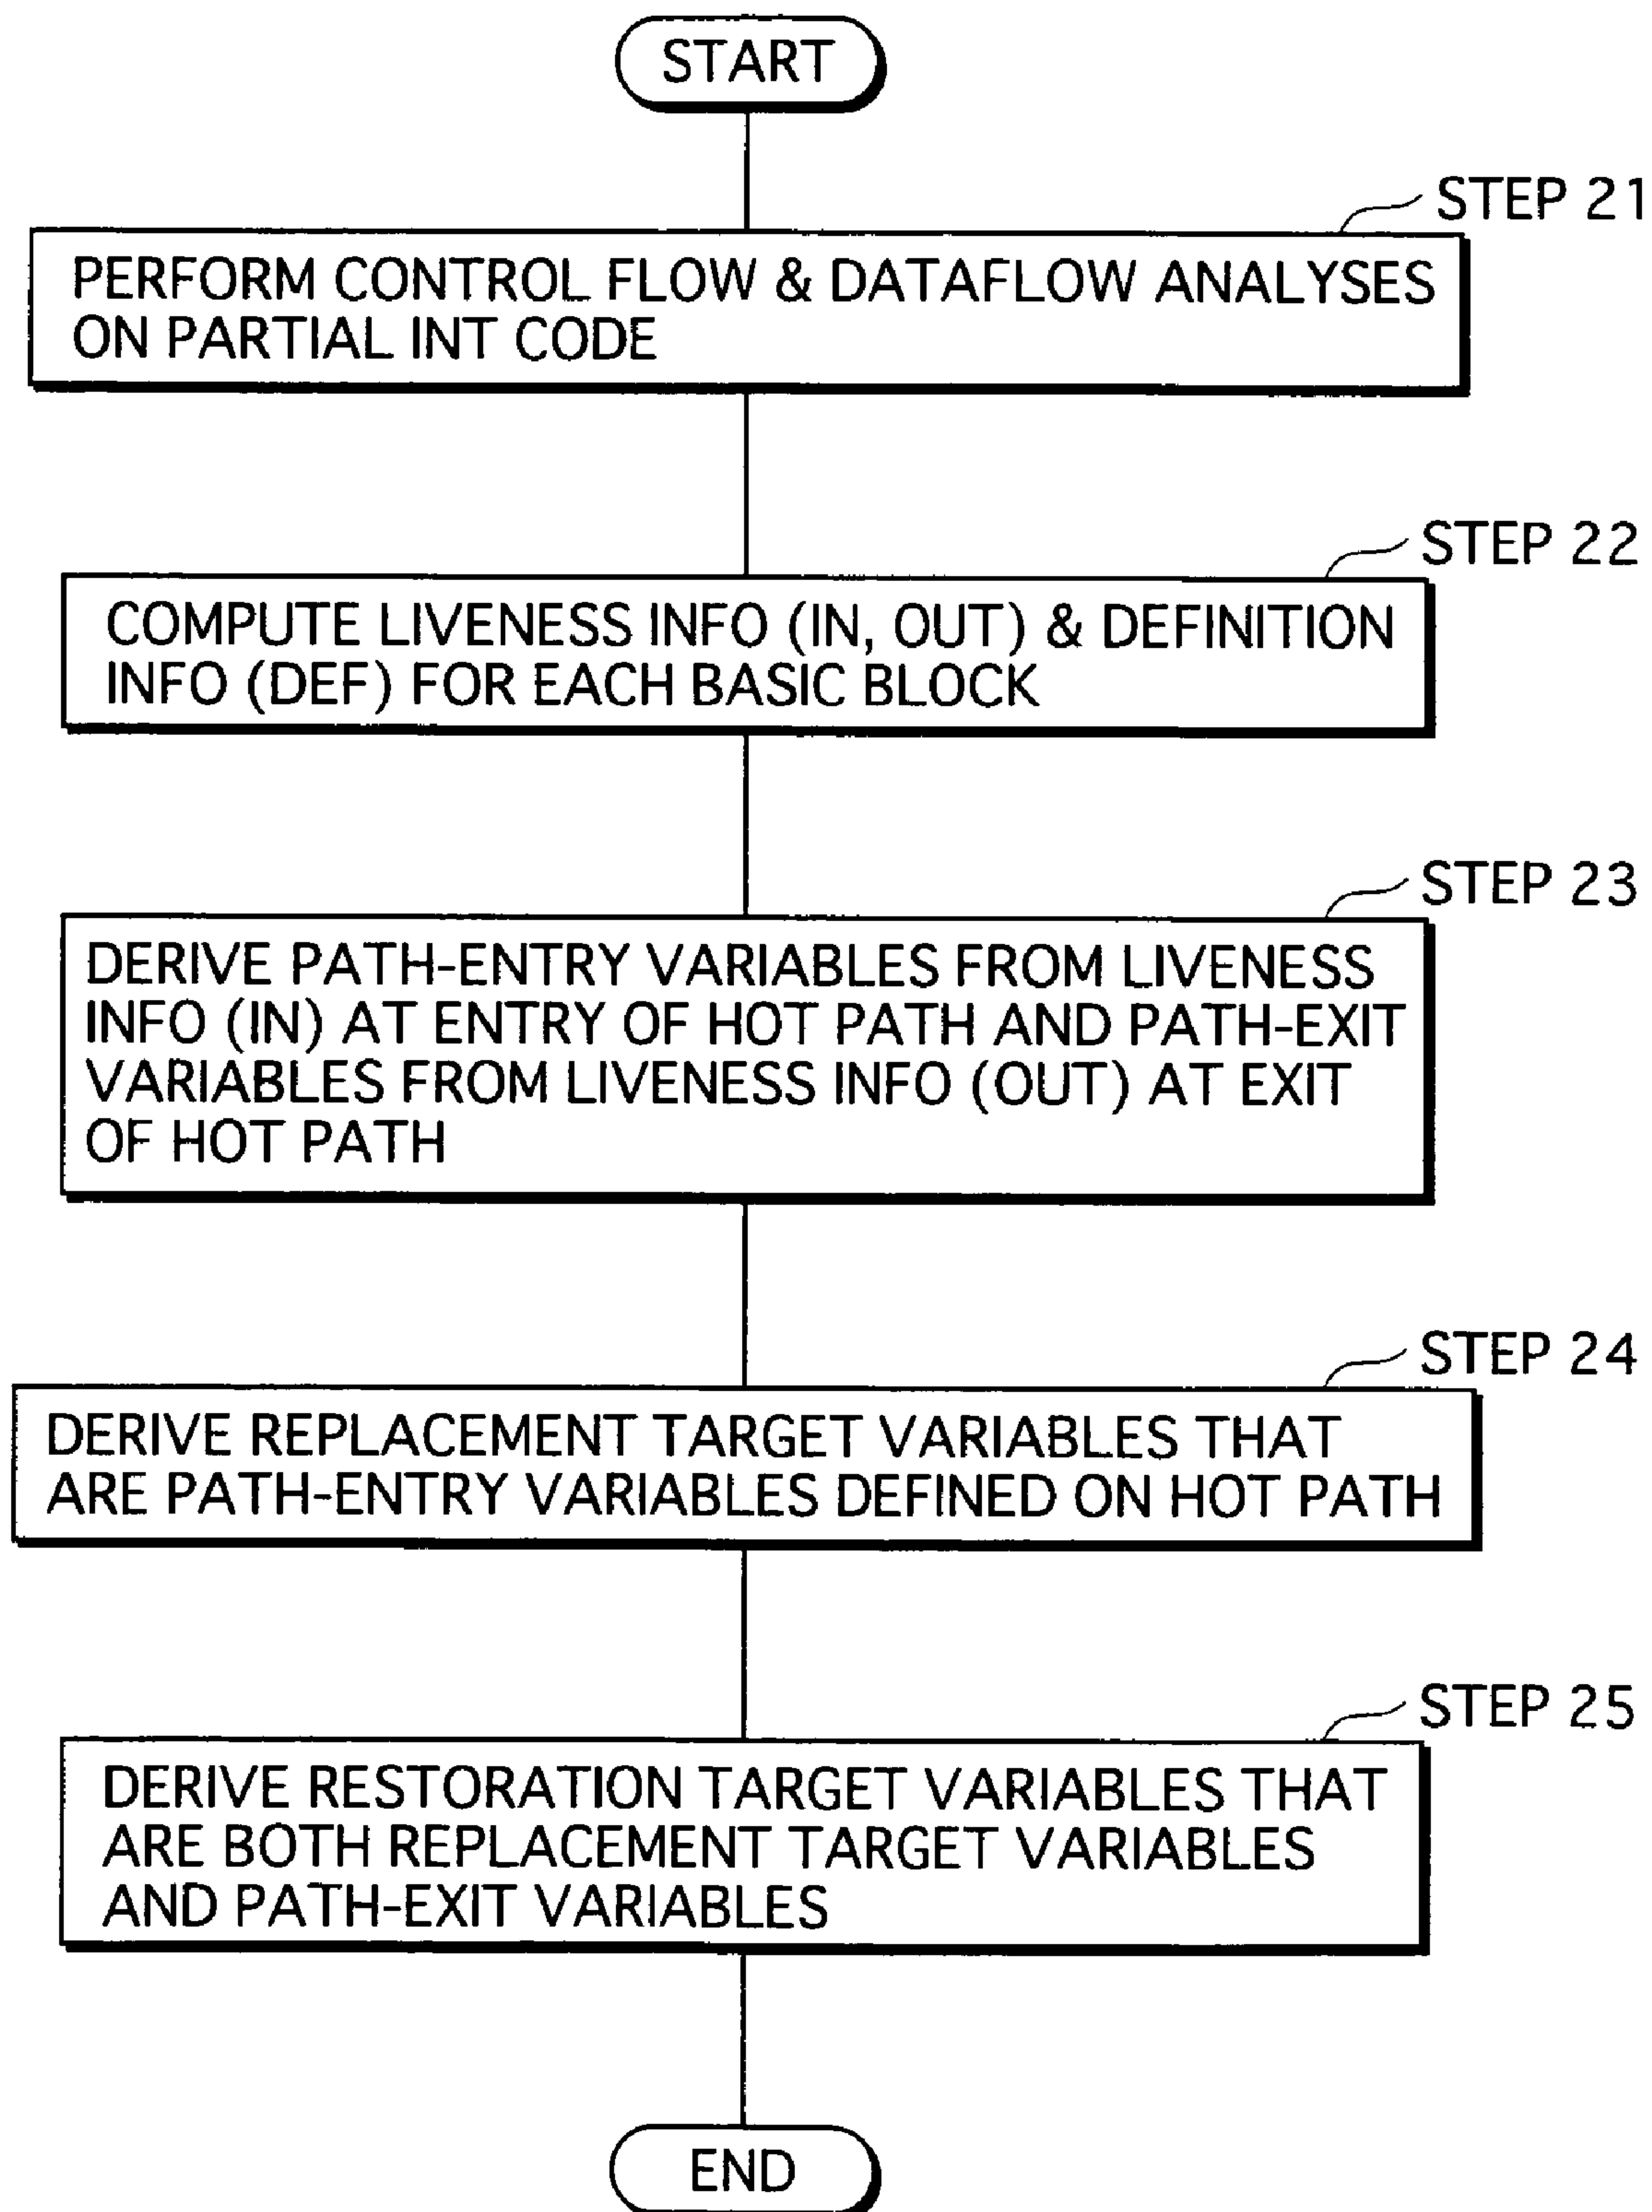 START
STEP 21
PERFORM CONTROL FLOW & DATAFLOW ANALYSES
ON PARTIAL INT CODE
STEP 22
COMPUTE LIVENESS INFO (IN, OUT) & DEFINITION
INFO (DEF) FOR EACH BASIC BLOCK
STEP 23
DERIVE PATH-ENTRY VARIABLES FROM LIVENESS
INFO (IN) AT ENTRY OF HOT PATH AND PATH-EXIT
VARIABLES FROM LIVENESS INFO (OUT) AT EXIT
OF HOT PATH
STEP 24
DERIVE REPLACEMENT TARGET VARIABLES THAT
ARE PATH-ENTRY VARIABLES DEFINED ON HOT PATH
STEP 25
DERIVE RESTORATION TARGET VARIABLES THAT
ARE BOTH REPLACEMENT TARGET VARIABLES
AND PATH-EXIT VARIABLES
END